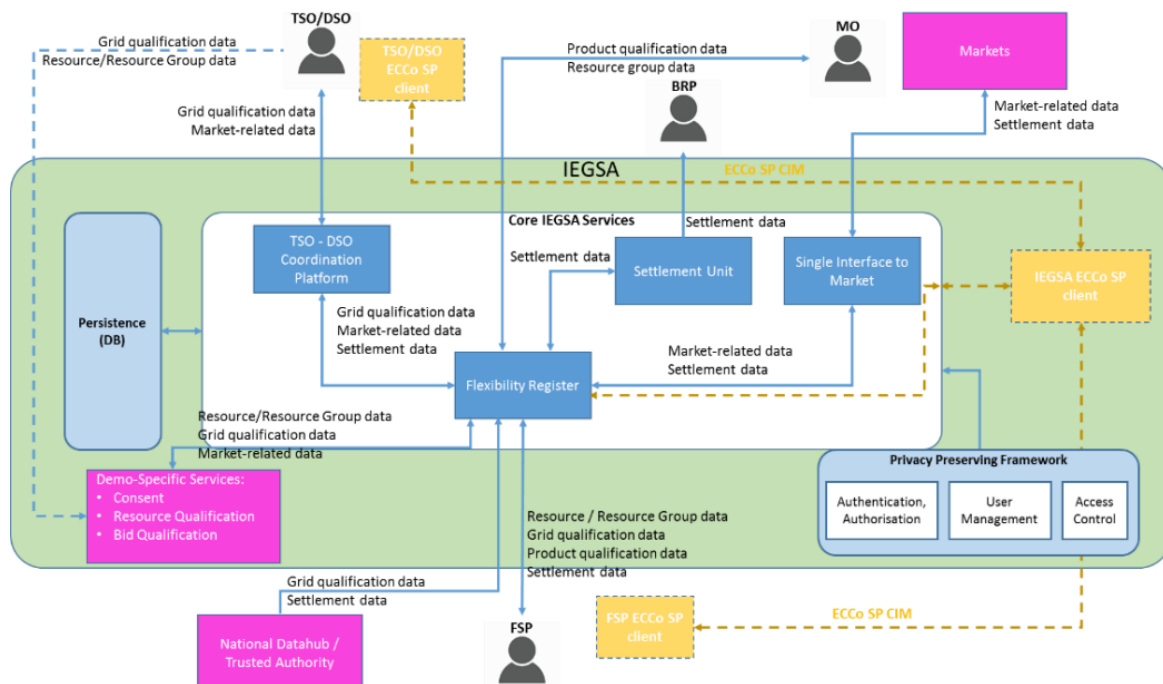 TSO/DSO
Grid qualification data
Resource/Resource Group data
TSO/DSO
ECCo SP
client
Product qualification data
Resource group data
MO
Markets
BRP
Grid qualification data
Market-related data
Market-related data
Settlement data
IEGSA
ECCo SP CIM
Core IEGSA Services
Settlement data
TSO - DSO
Coordination
Platform
Settlement data
Settlement Unit
Single Interface to
Market
IEGSA ECCo SP
client
Persistence
(DB)
Grid qualification data
Market-related data
Settlement data
Flexibility Register
Market-related data
Settlement data
Resource/Resource Group data
Grid qualification data
Market-related data
Privacy Preserving Framework
Authentication,
Authorisation
User
Management
Access
Control
Demo-Specific Services:
• Consent
• Resource Qualification
• Bid Qualification
Resource / Resource Group data
Grid qualification data
Product qualification data
Settlement data
Grid qualification data
Settlement data
National Datahub /
Trusted Authority
FSP
FSP ECCo SP
client
ECCo SP CIM